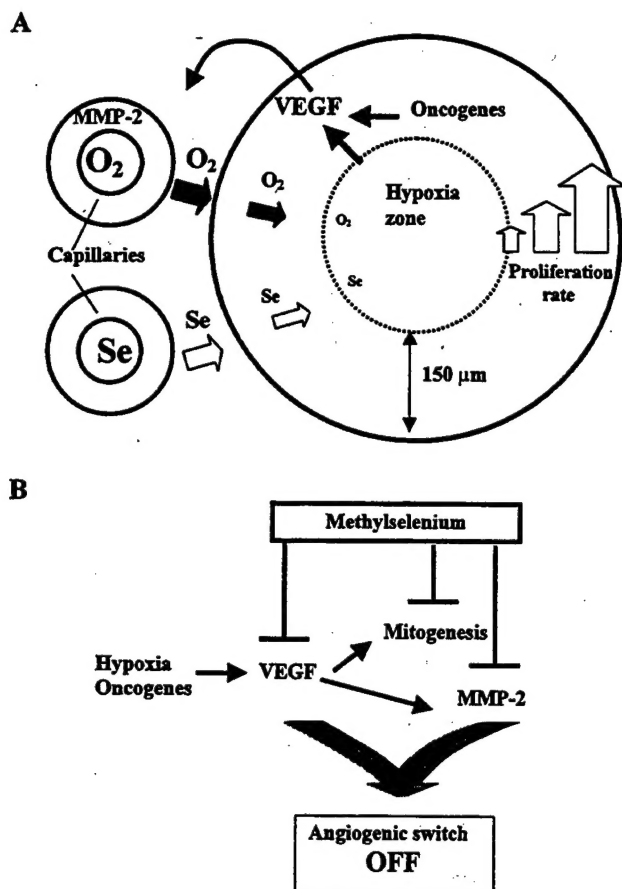 A
VEGF
Oncogenes
MMP-2
O₂
O₂
O₂
O₂
Hypoxia
zone
Capillaries
Proliferation
rate
Se
Se
Se
Se
150 µm
B
Methylselenium
Mitogenesis
Hypoxia
Oncogenes
VEGF
MMP-2
Angiogenic switch
OFF